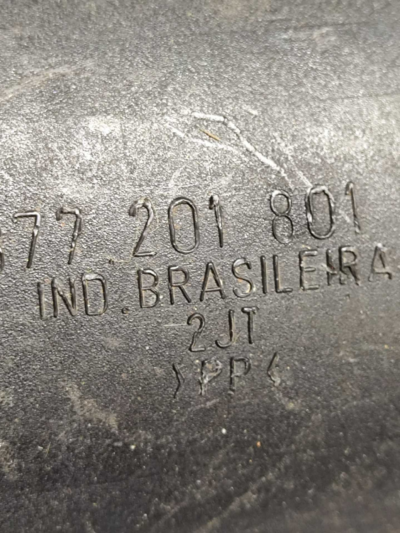 377.201 801
IND.BRASILEIRA
2JT
>PP<